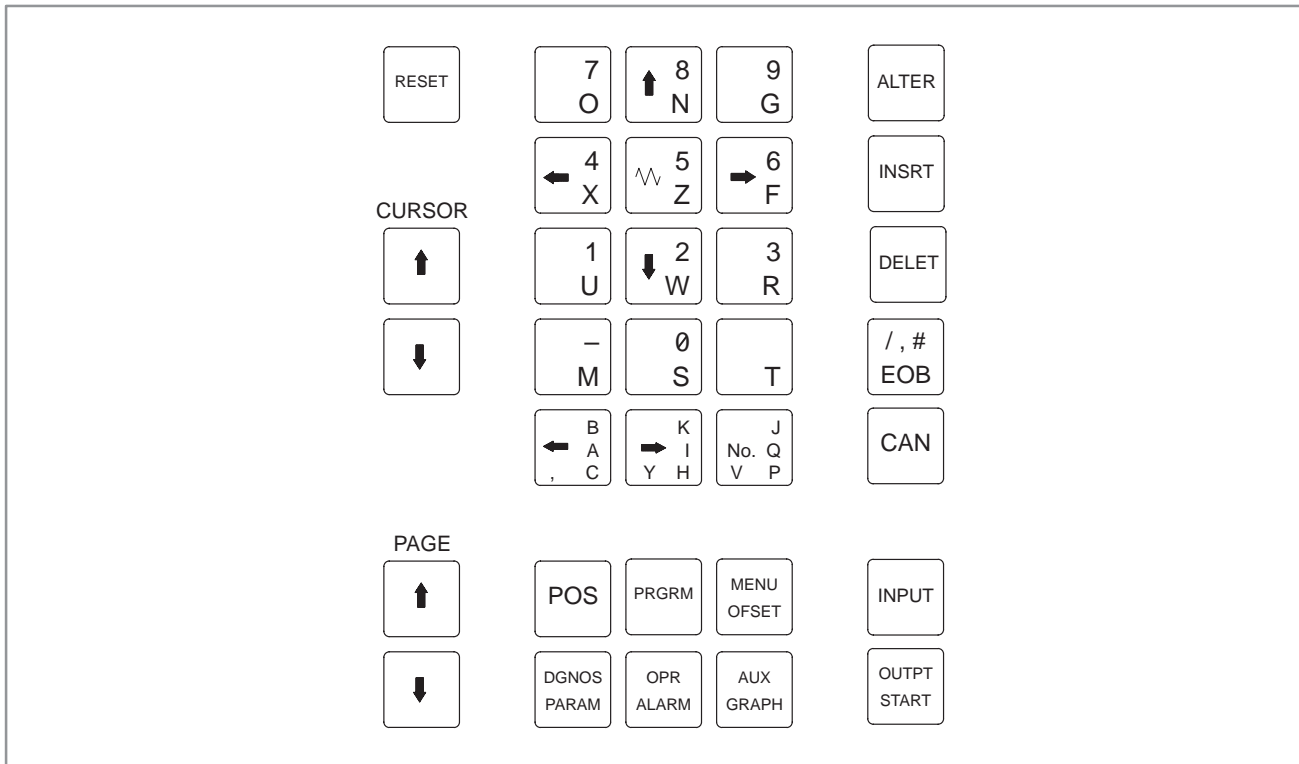 RESET
7
O
8
N
9
G
ALTER
4
X
5
Z
6
F
INSRT
CURSOR
1
U
2
W
3
R
DELET
–
M
0
S
T
/ , #
EOB
B
A
, C
K
I
Y H
J
No. Q
V P
CAN
PAGE
POS
PRGRM
MENU
OFSET
INPUT
DGNOS
PARAM
OPR
ALARM
AUX
GRAPH
OUTPT
START